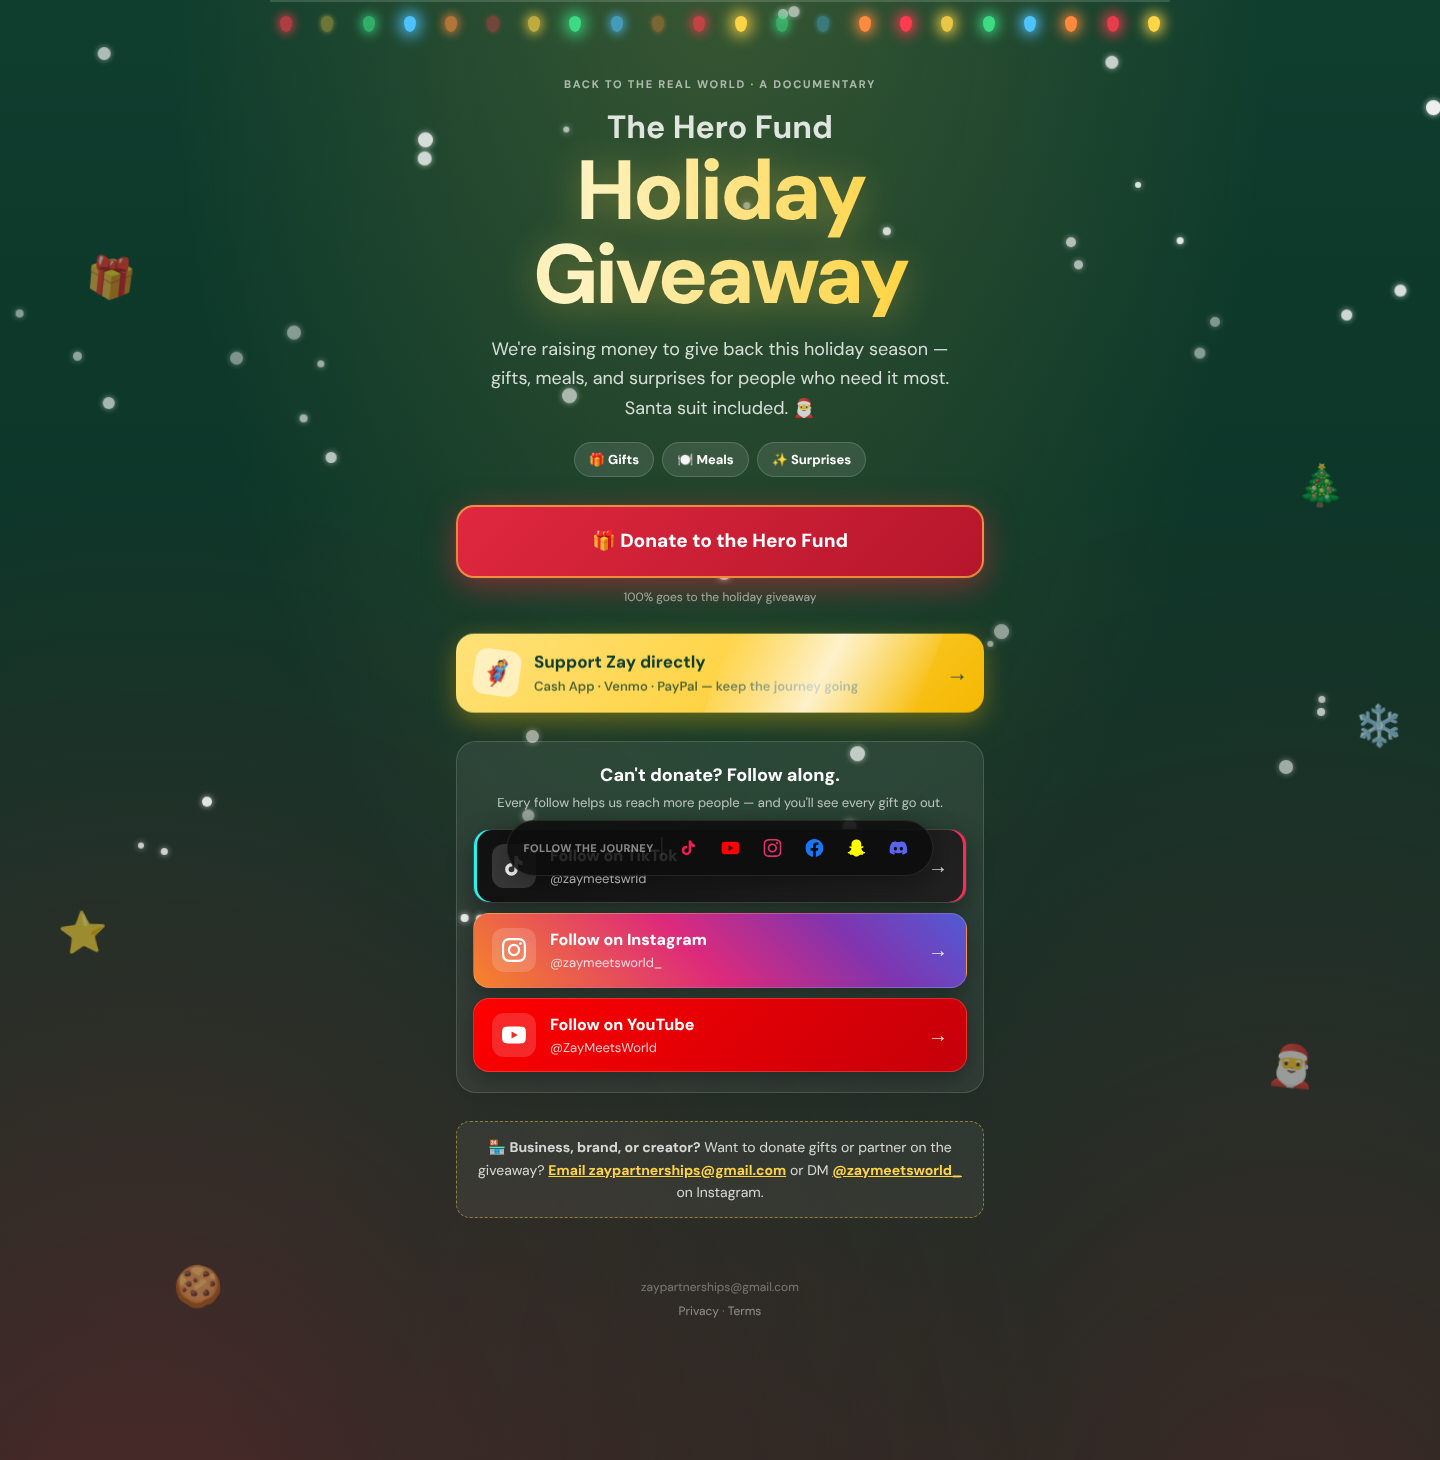 BACK TO THE REAL WORLD · A DOCUMENTARY
The Hero Fund
Holiday
Giveaway
We're raising money to give back this holiday season —
gifts, meals, and surprises for people who need it most.
Santa suit included. 🎅
🎁 Gifts
🍽️ Meals
✨ Surprises
🎁 Donate to the Hero Fund
100% goes to the holiday giveaway
Support Zay directly
Cash App · Venmo · PayPal — keep the journey going
→
Can't donate? Follow along.
Every follow helps us reach more people — and you'll see every gift go out.
FOLLOW THE JOURNEY
Follow on TikTok
@zaymeetswrld
→
Follow on Instagram
@zaymeetsworld_
→
Follow on YouTube
@ZayMeetsWorld
→
🏪 Business, brand, or creator? Want to donate gifts or partner on the
giveaway? Email zaypartnerships@gmail.com or DM @zaymeetsworld_
on Instagram.
zaypartnerships@gmail.com
Privacy · Terms